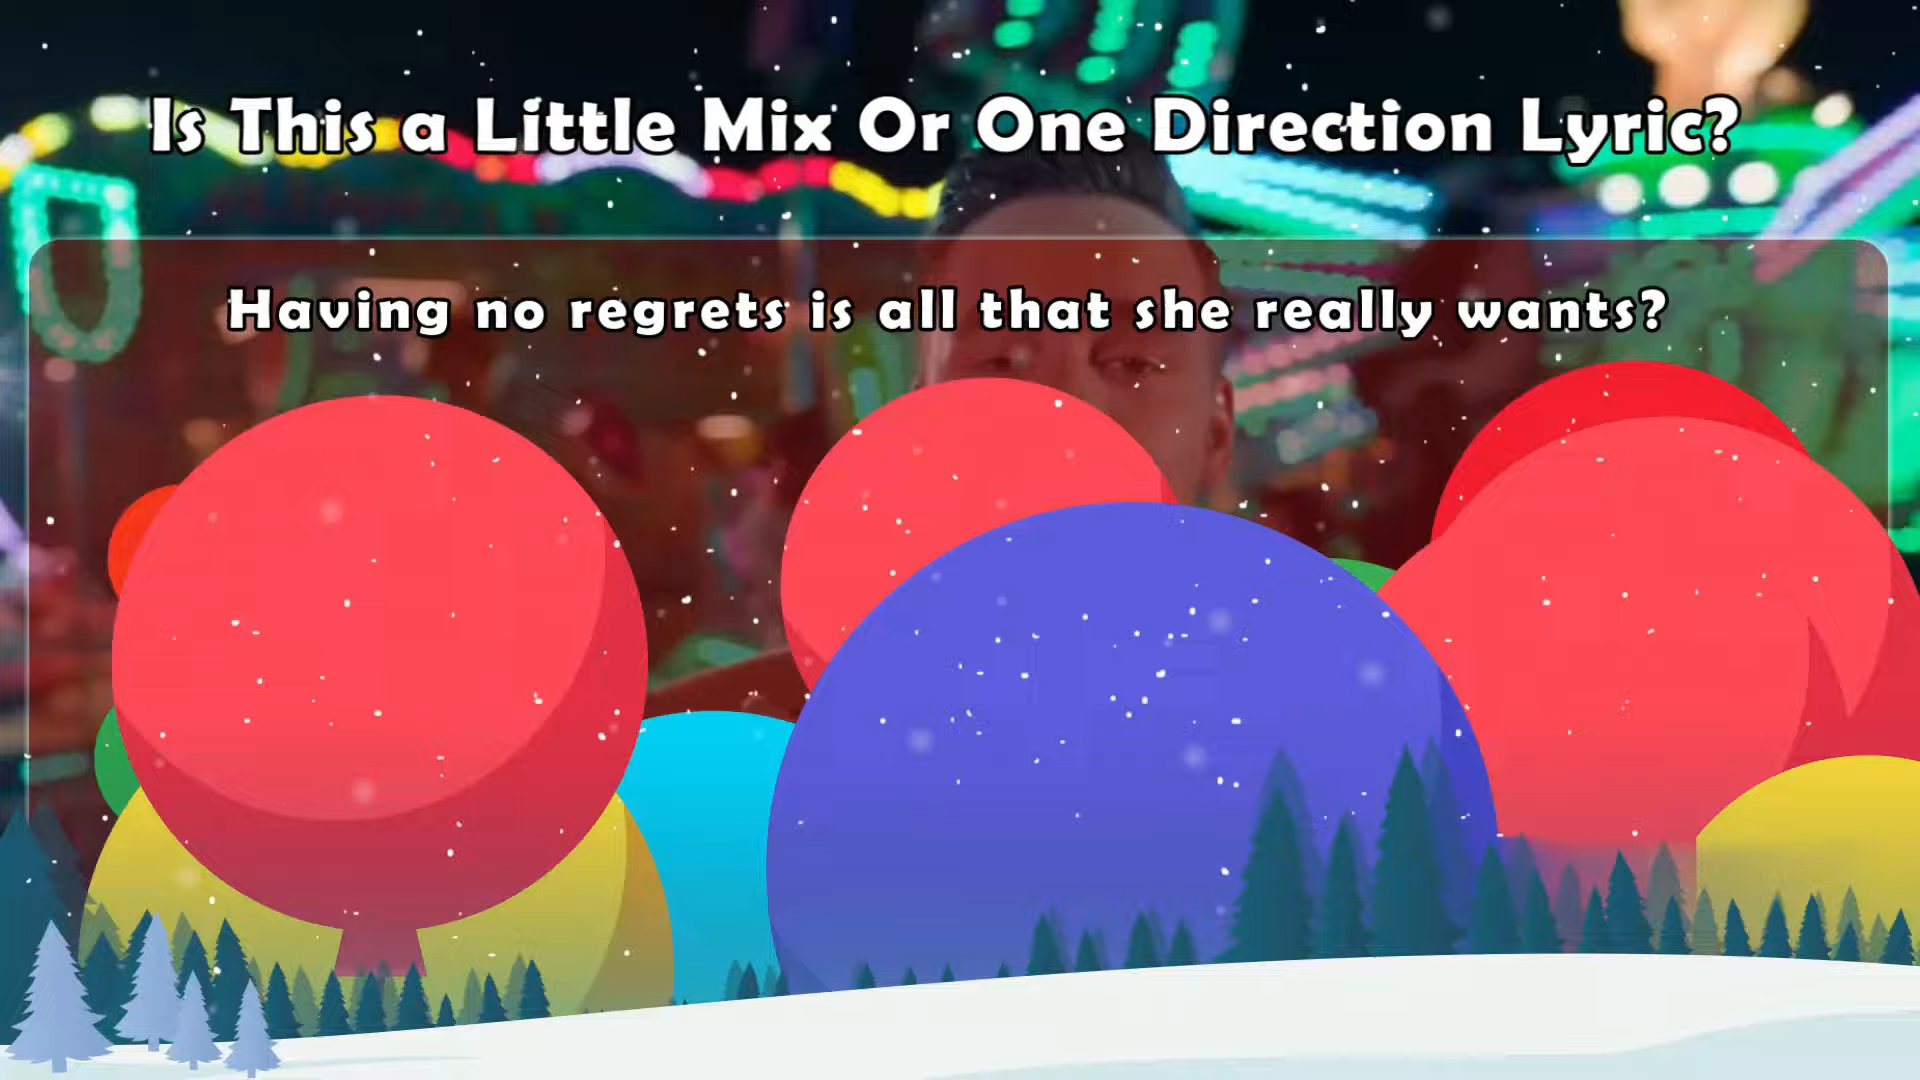 Is This a Little Mix Or One Direction Lyric?
Having no regrets is all that she really wants?